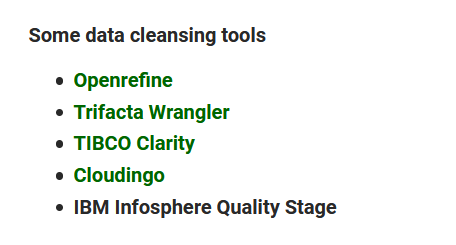 Some data cleansing tools
Openrefine
Trifacta Wrangler
TIBCO Clarity
Cloudingo
IBM Infosphere Quality Stage